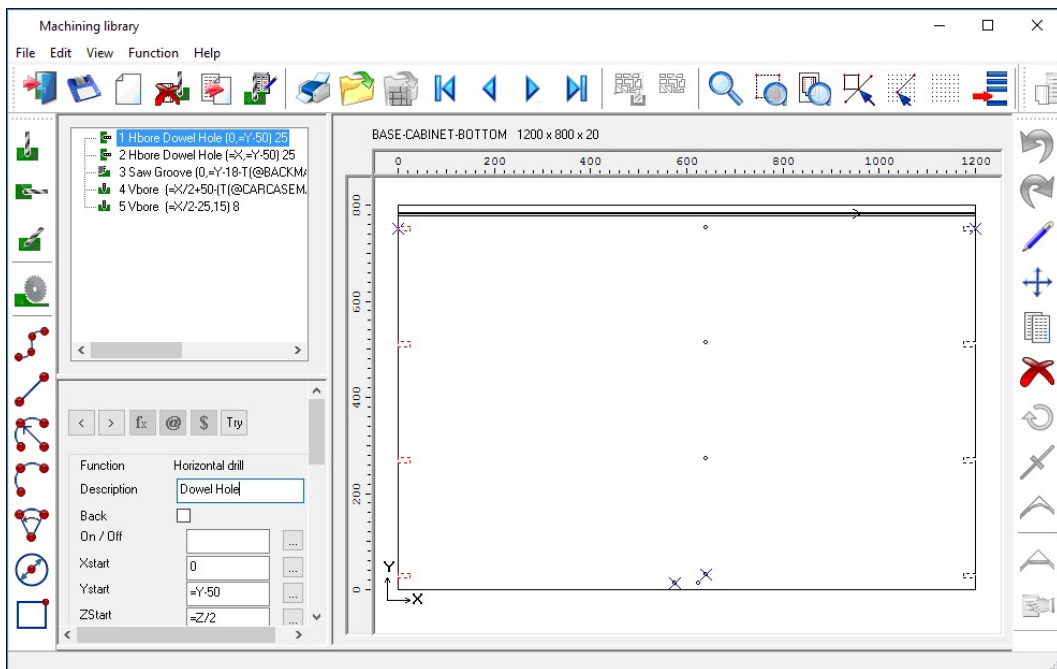 Machining library
File Edit View Function Help
1 Hbore Dowel Hole (0,=Y-50) 25
2 Hbore Dowel Hole (=X,=Y-50) 25
3 Saw Groove (0,=Y-18-T(@BACKMA
4 Vbore (=X/2+50-(T(@CARCASEM.
5 Vbore (=X/2-25,15) 8
BASE-CABINET-BOTTOM 1200 x 800 x 20
0 200 400 600 800 1000 1200
800
600
400
200
0
Y
X
< > fx @ $ Try
Function Horizontal drill
Description Dowel Hole
Back
On / Off ...
Xstart 0 ...
Ystart =Y-50 ...
ZStart =Z/2 ...